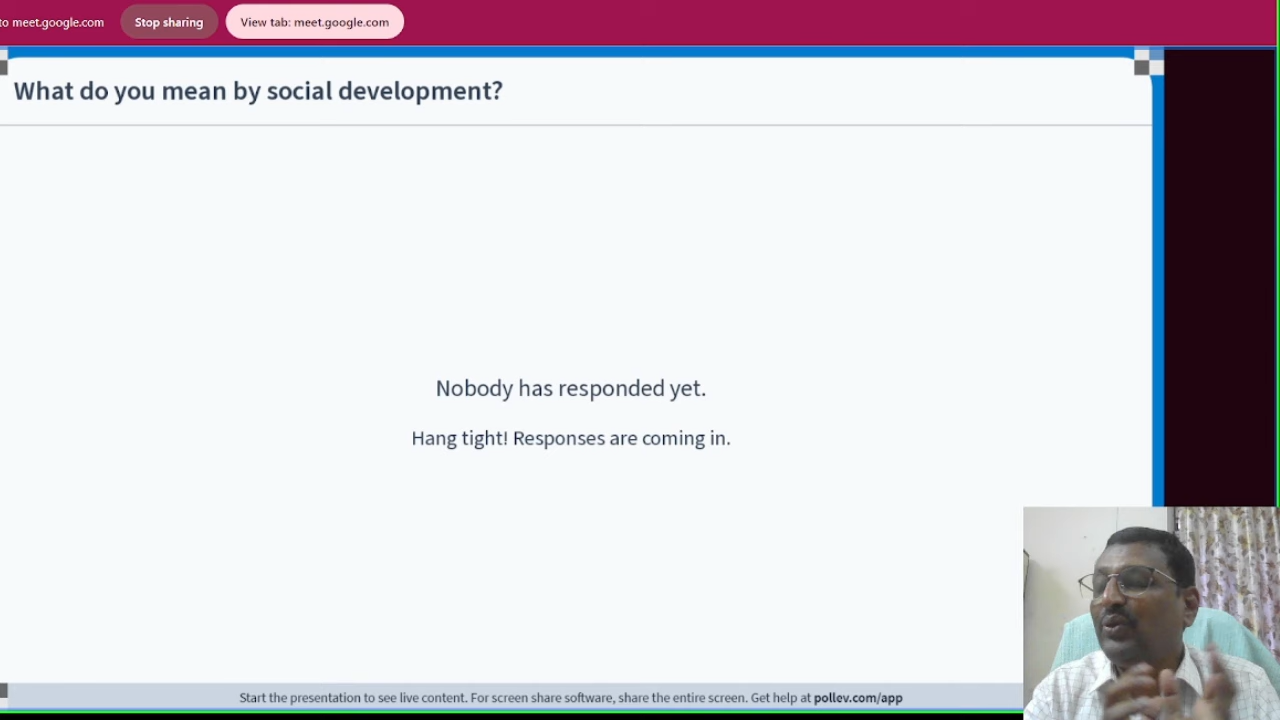 to meet.google.com
Stop sharing
View tab: meet.google.com
What do you mean by social development?
Nobody has responded yet.
Hang tight! Responses are coming in.
Start the presentation to see live content. For screen share software, share the entire screen. Get help at pollev.com/app